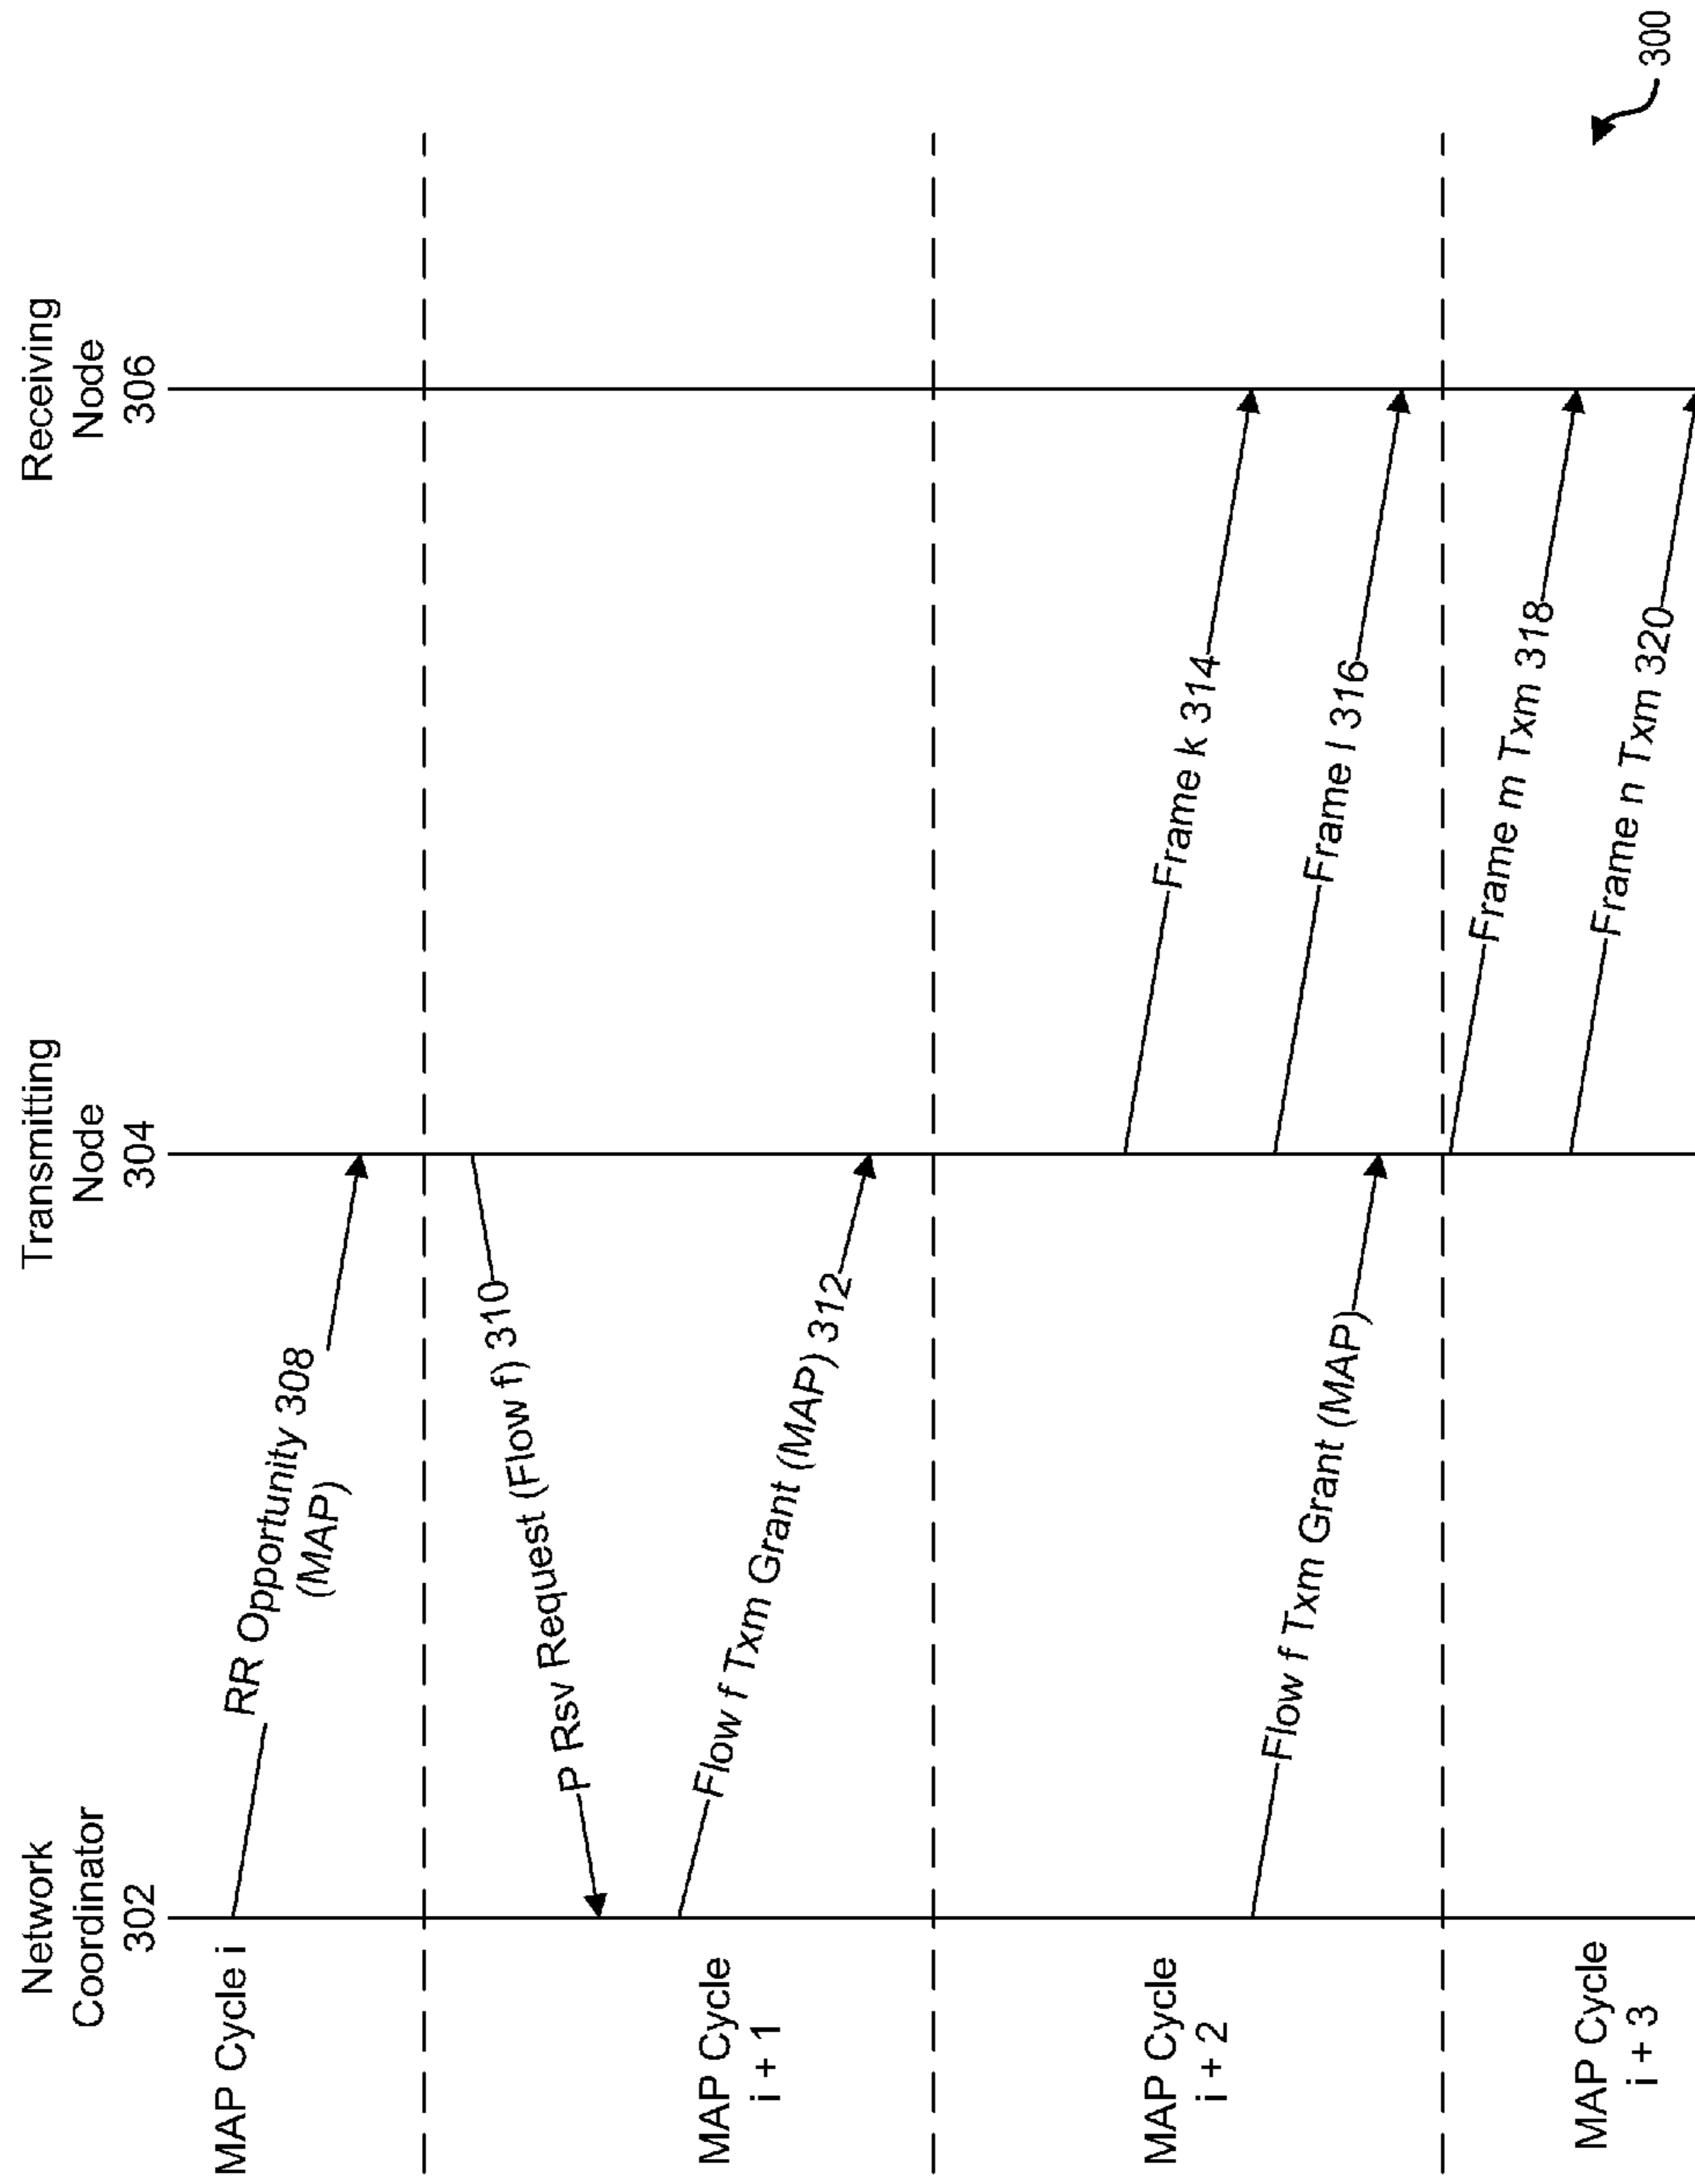 Network
Coordinator
302
Transmitting
Node
304
Receiving
Node
306
MAP Cycle i
RR Opportunity 308
(MAP)
MAP Cycle
i + 1
P Rsv Request (Flow f) 310
Flow f Txm Grant (MAP) 312
MAP Cycle
i + 2
Frame k 314
Flow f Txm Grant (MAP)
Frame l 316
MAP Cycle
i + 3
Frame m Txm 318
Frame n Txm 320
300